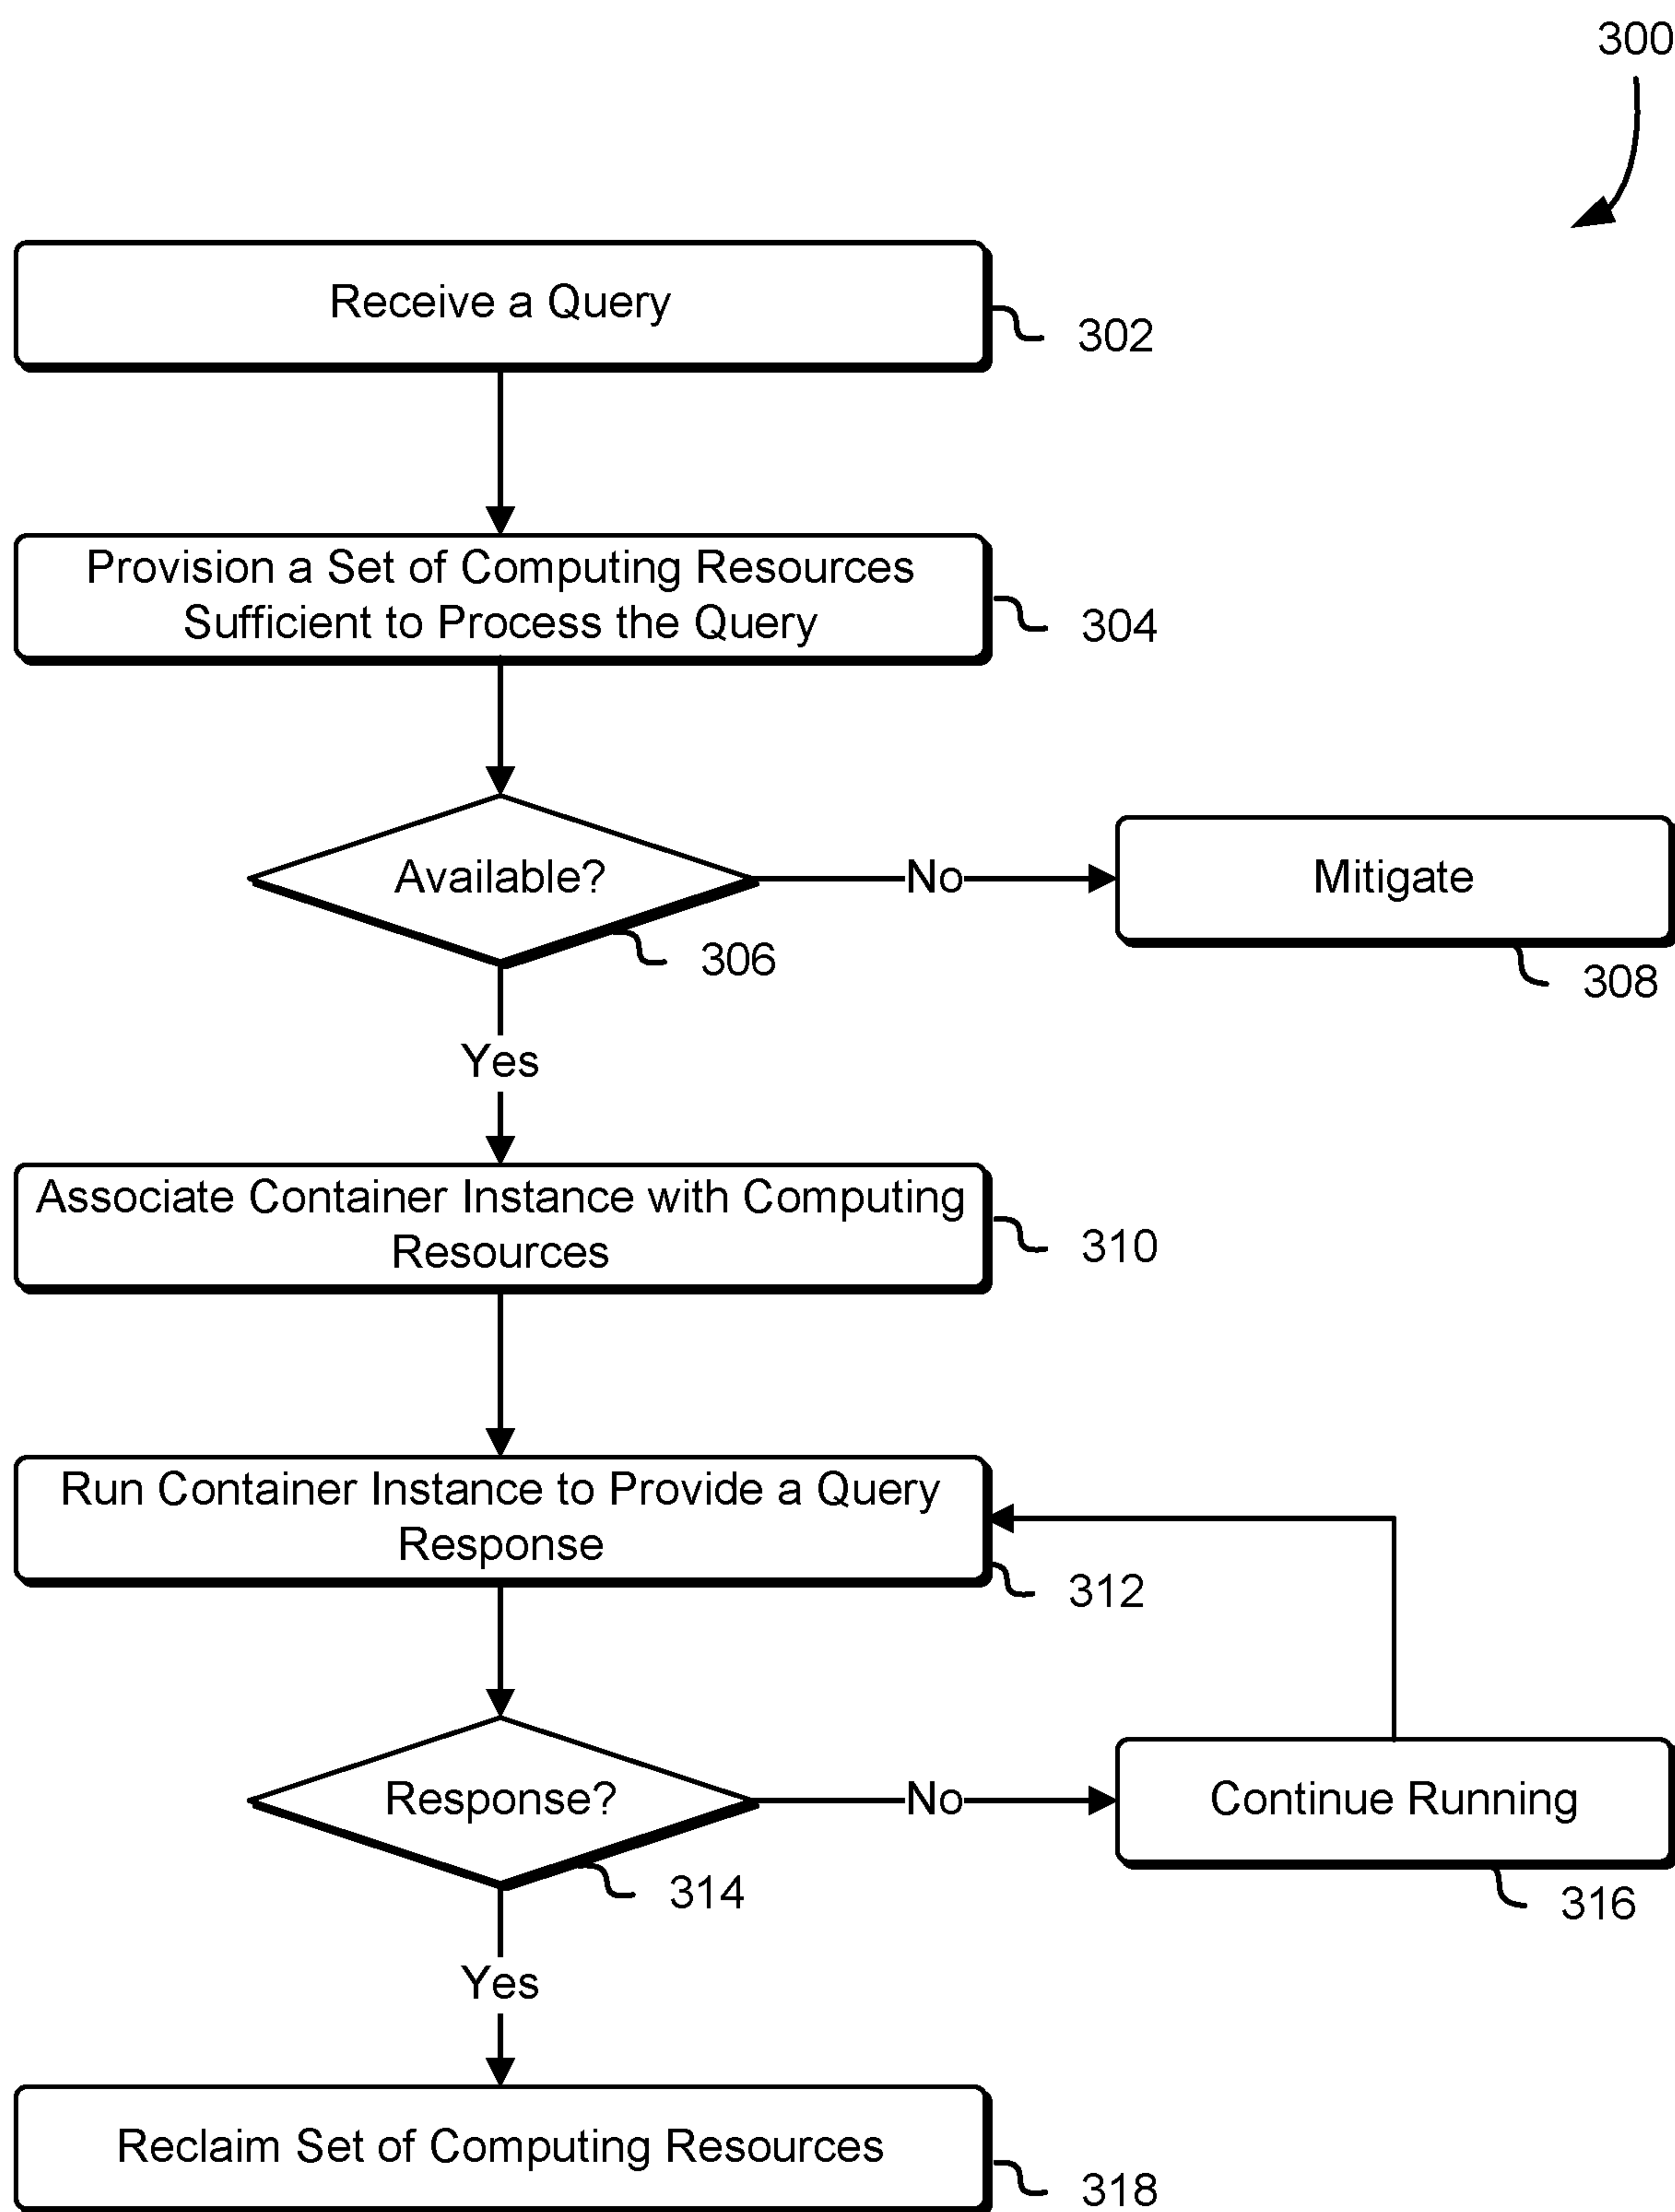 300
Receive a Query
302
Provision a Set of Computing Resources
Sufficient to Process the Query
304
Available?
No
Mitigate
306
308
Yes
Associate Container Instance with Computing
Resources
310
Run Container Instance to Provide a Query
Response
312
Response?
No
Continue Running
314
316
Yes
Reclaim Set of Computing Resources
318